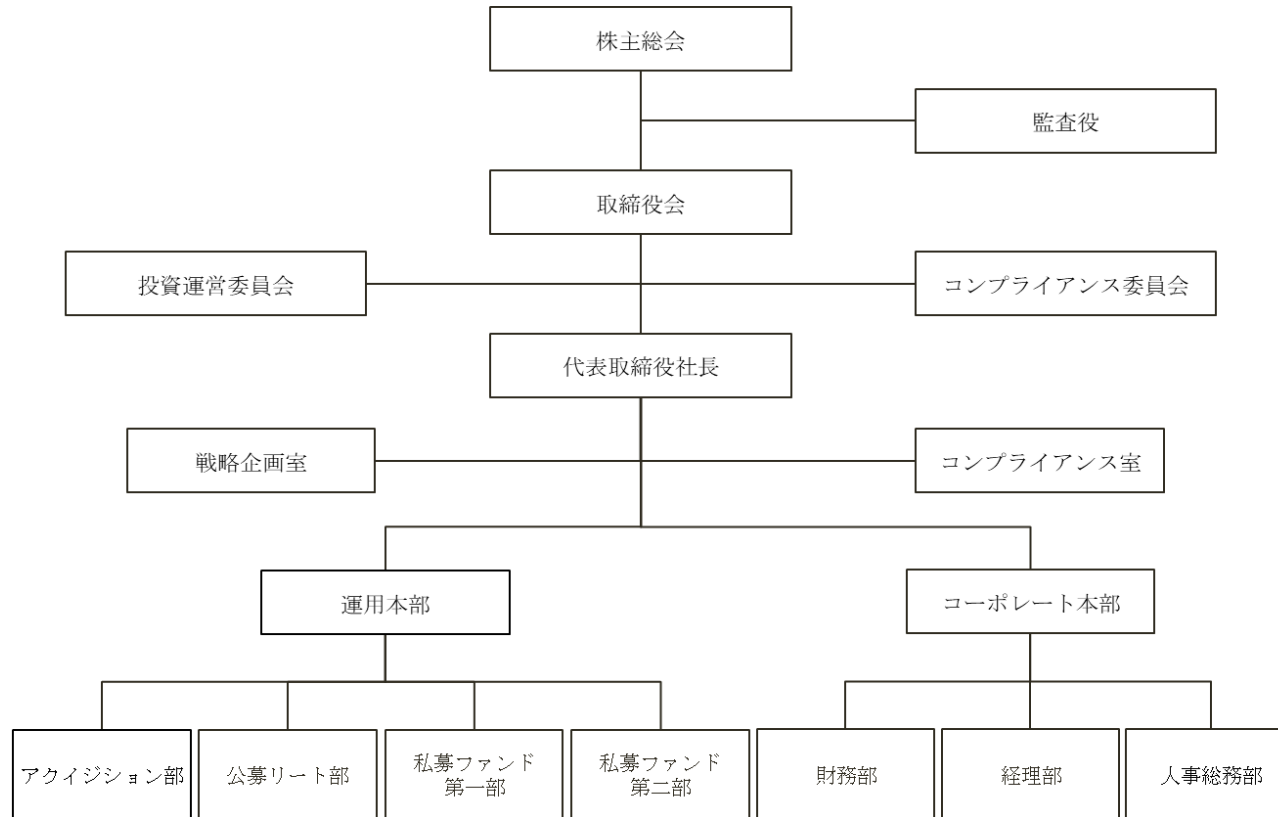 株主総会
監査役
取締役会
投資運営委員会
コンプライアンス委員会
代表取締役社長
戦略企画室
コンプライアンス室
運用本部
コーポレート本部
アクイジション部
公募リート部
私募ファンド
第一部
私募ファンド
第二部
財務部
経理部
人事総務部